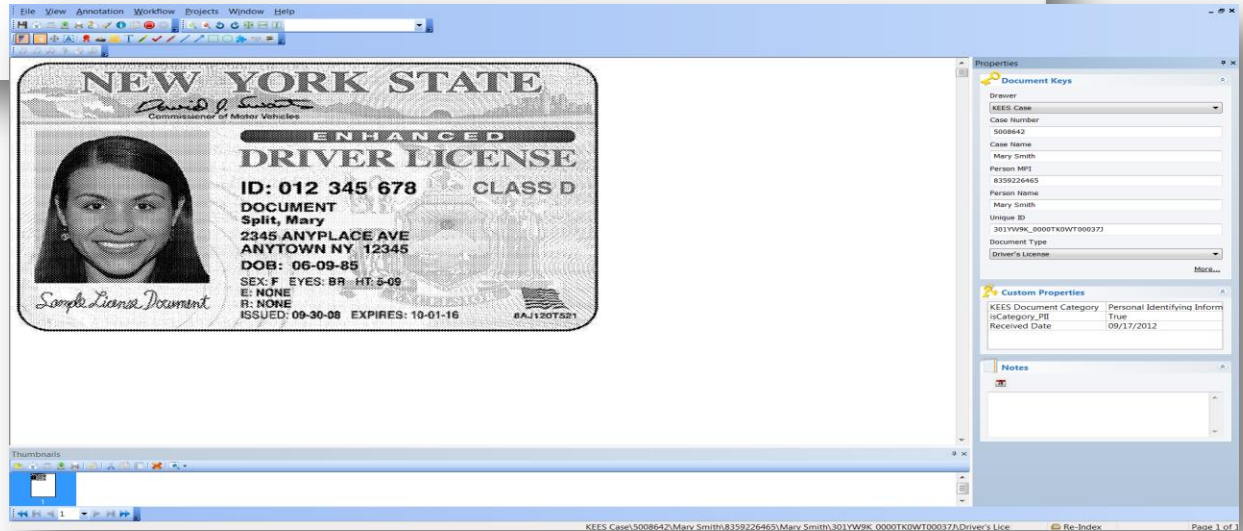 File View Annotation Workflow Projects Window Help
NEW YORK STATE
David J. Swarts
Commissioner of Motor Vehicles
ENHANCED
DRIVER LICENSE
ID: 012 345 678 CLASS D
DOCUMENT
Split, Mary
2345 ANYPLACE AVE
ANYTOWN NY 12345
DOB: 06-09-85
SEX: F EYES: BR HT: 5-09
E: NONE
R: NONE
ISSUED: 09-30-08 EXPIRES: 10-01-16
8AJ120T521
Sample License Document
Properties
Document Keys
Drawer
KEES Case
Case Number
5008642
Case Name
Mary Smith
Person MPI
8359226465
Person Name
Mary Smith
Unique ID
301YW9K_0000TK0WT00037J
Document Type
Driver's License
More...
Custom Properties
KEES Document Category Personal Identifying Inform
isCategory_PII True
Received Date 09/17/2012
Notes
Thumbnails
1
1
KEES Case\5008642\Mary Smith\8359226465\Mary Smith\301YW9K_0000TK0WT00037J\Driver's Lice Re-Index Page 1 of 1